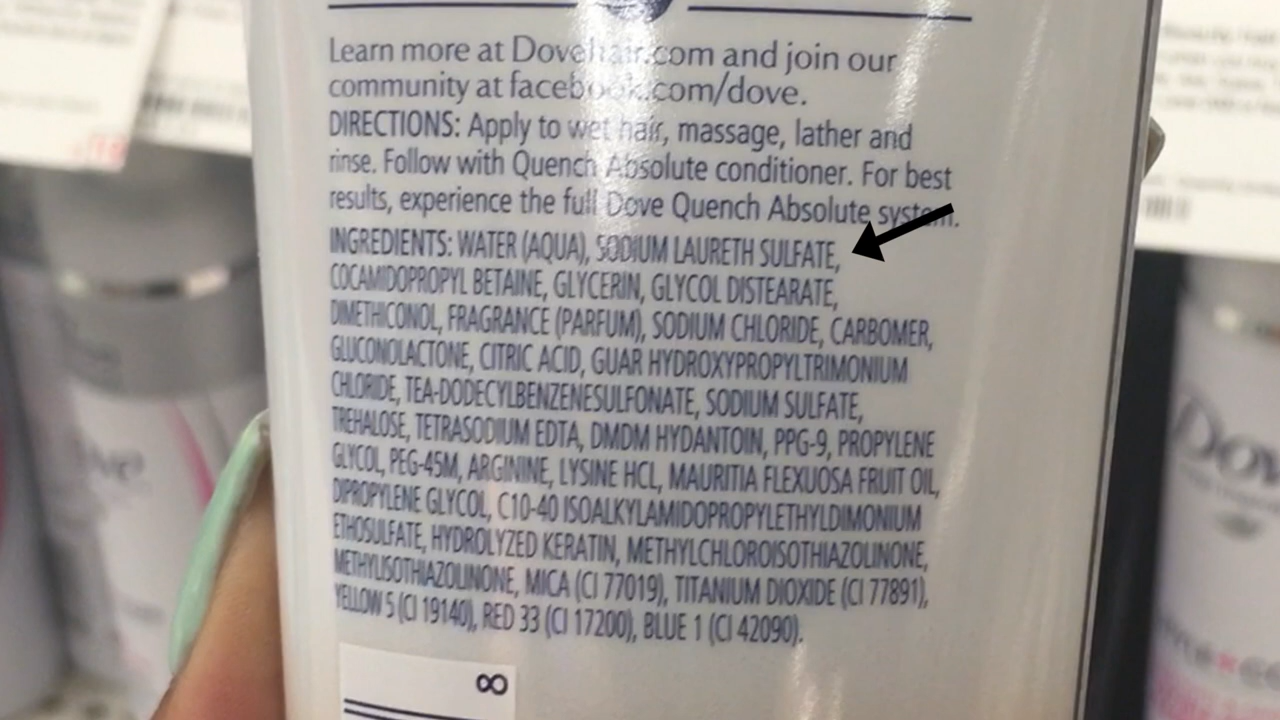 Learn more at Dovehair.com and join our
community at facebook.com/dove.
DIRECTIONS: Apply to wet hair, massage, lather and
rinse. Follow with Quench Absolute conditioner. For best
results, experience the full Dove Quench Absolute system.
INGREDIENTS: WATER (AQUA), SODIUM LAURETH SULFATE,
COCAMIDOPROPYL BETAINE, GLYCERIN, GLYCOL DISTEARATE,
DIMETHICONOL, FRAGRANCE (PARFUM), SODIUM CHLORIDE, CARBOMER,
GLUCONOLACTONE, CITRIC ACID, GUAR HYDROXYPROPYLTRIMONIUM
CHLORIDE, TEA-DODECYLBENZENESULFONATE, SODIUM SULFATE,
TREHALOSE, TETRASODIUM EDTA, DMDM HYDANTOIN, PPG-9, PROPYLENE
GLYCOL, PEG-45M, ARGININE, LYSINE HCL, MAURITIA FLEXUOSA FRUIT OIL,
DIPROPYLENE GLYCOL, C10-40 ISOALKYLAMIDOPROPYLETHYLDIMONIUM
ETHOSULFATE, HYDROLYZED KERATIN, METHYLCHLOROISOTHIAZOLINONE,
METHYLISOTHIAZOLINONE, MICA (CI 77019), TITANIUM DIOXIDE (CI 77891),
YELLOW 5 (CI 19140), RED 33 (CI 17200), BLUE 1 (CI 42090).
8
Dov